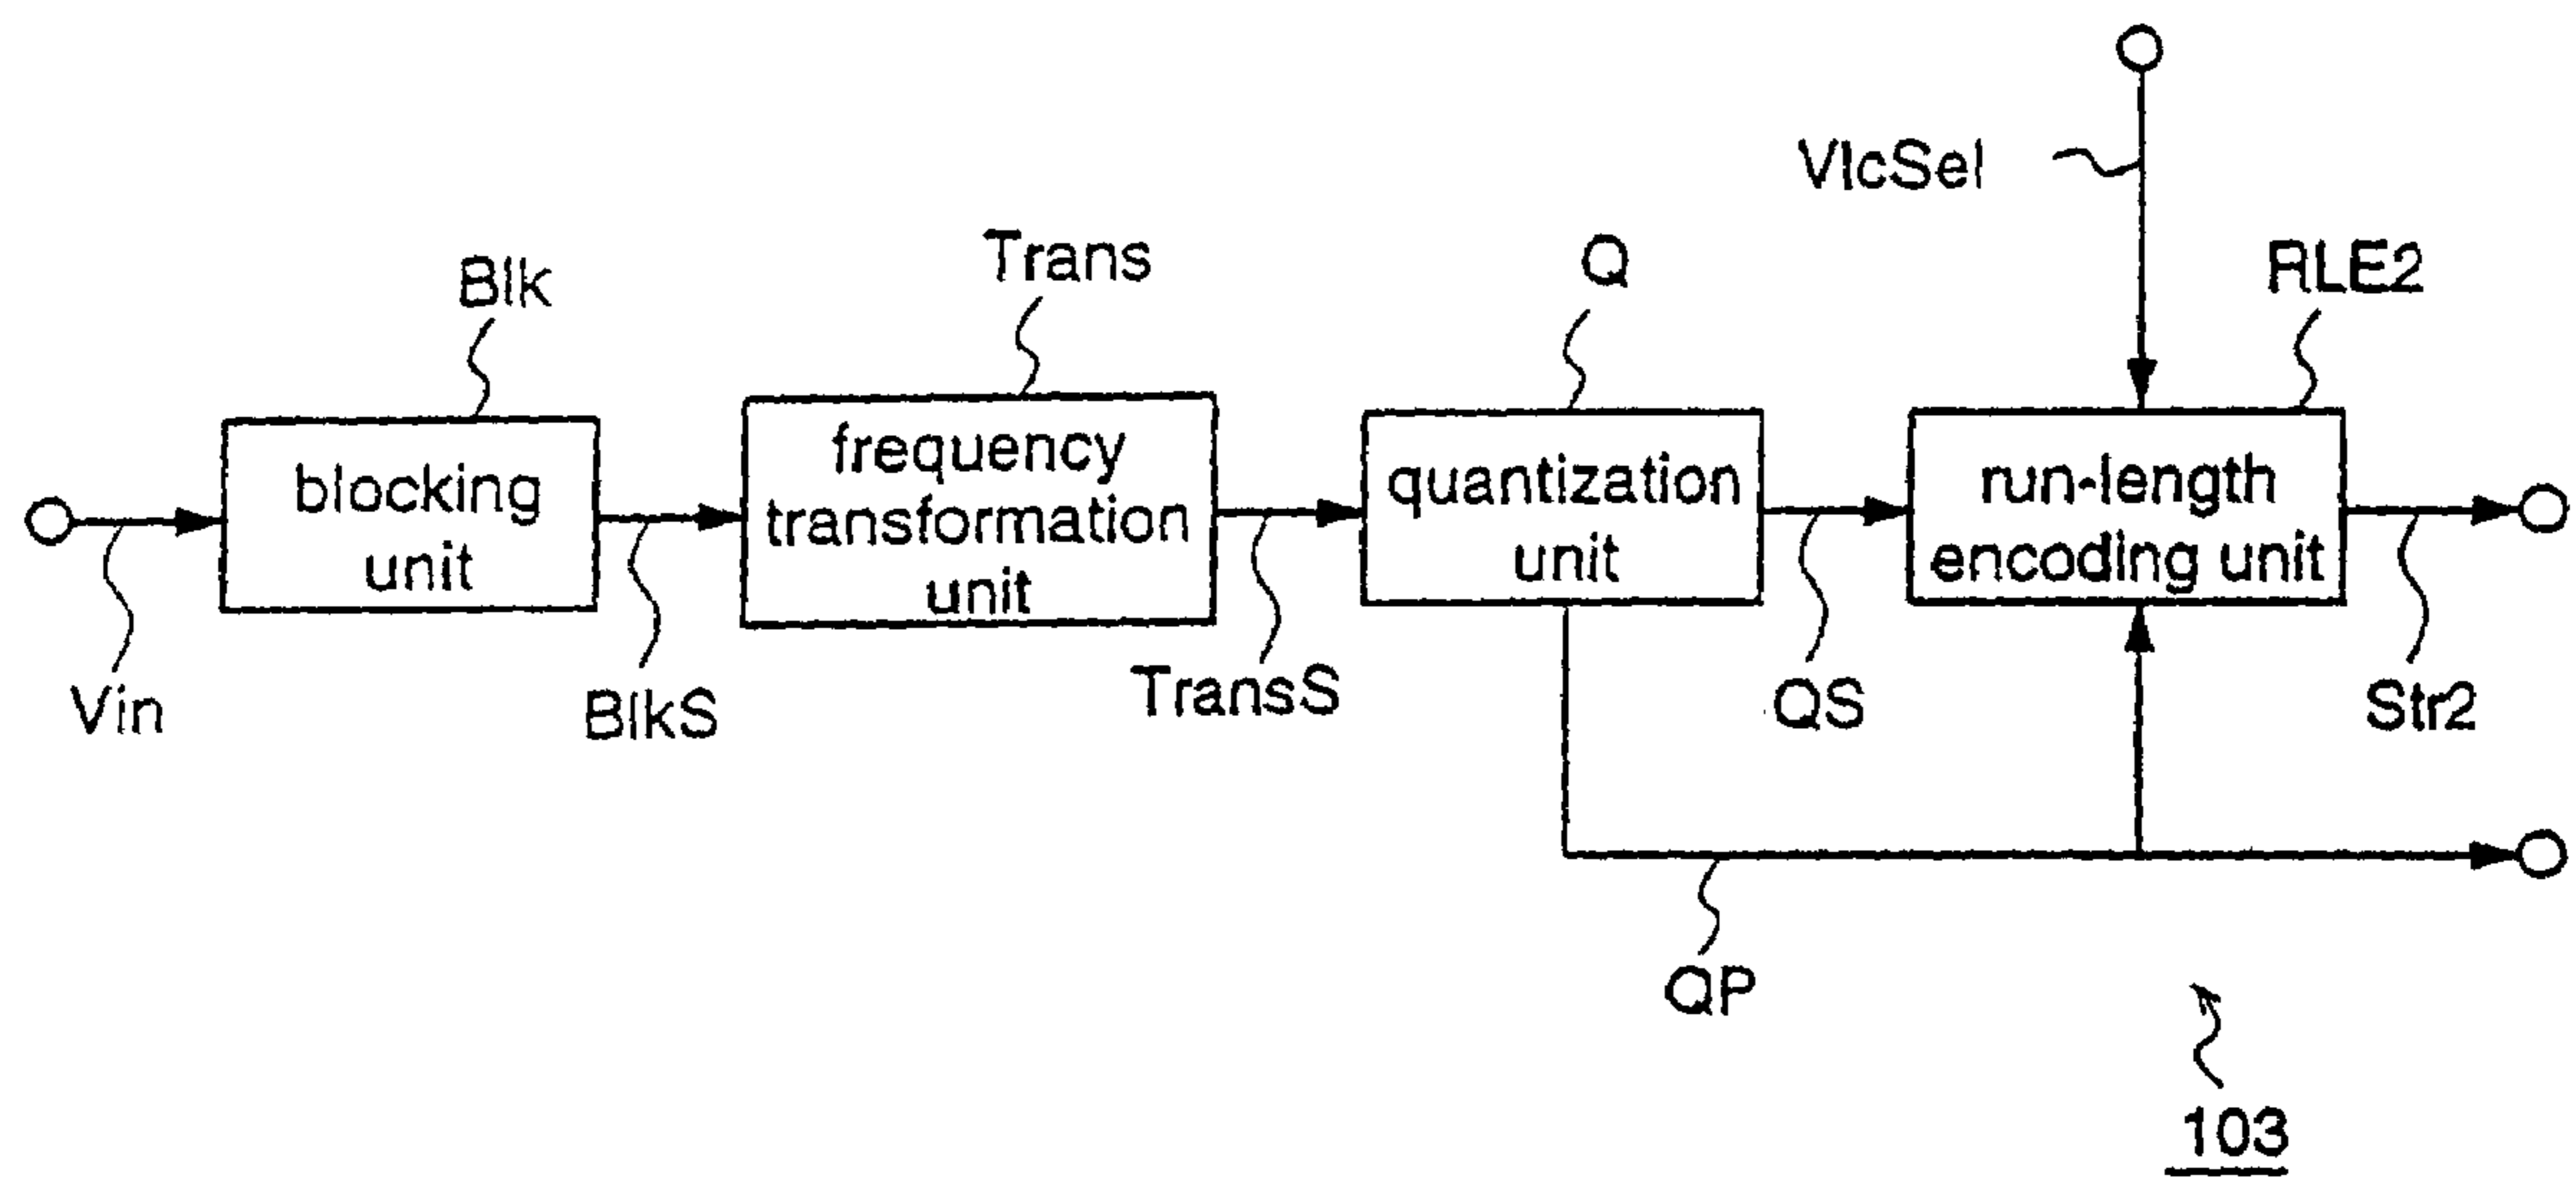 VlcSel
Blk
Trans
Q
RLE2
blocking
unit
frequency
transformation
unit
quantization
unit
run-length
encoding unit
Vin
BlkS
TransS
QS
Str2
QP
103